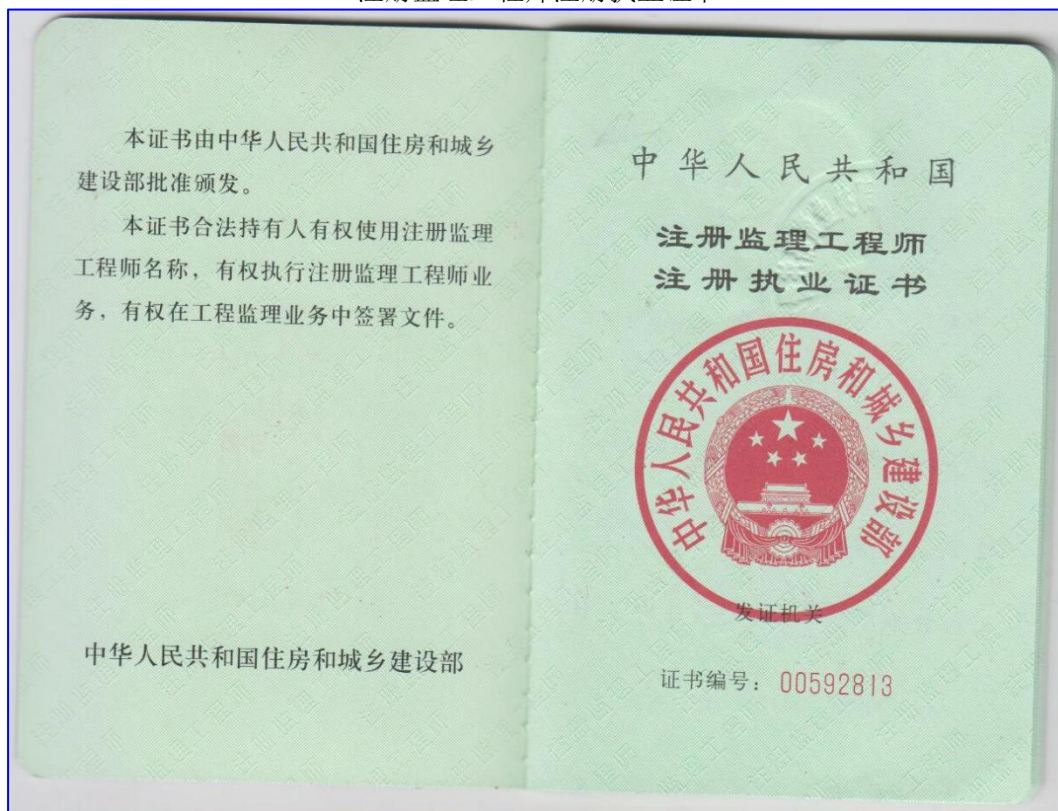 本证书由中华人民共和国住房和城乡
建设部批准颁发。
本证书合法持有人有权使用注册监理
工程师名称，有权执行注册监理工程师业
务，有权在工程监理业务中签署文件。
中华人民共和国住房和城乡建设部
中华人民共和国
注册监理工程师
注册执业证书
中华人民共和国住房和城乡建设部
发证机关
证书编号：00592813